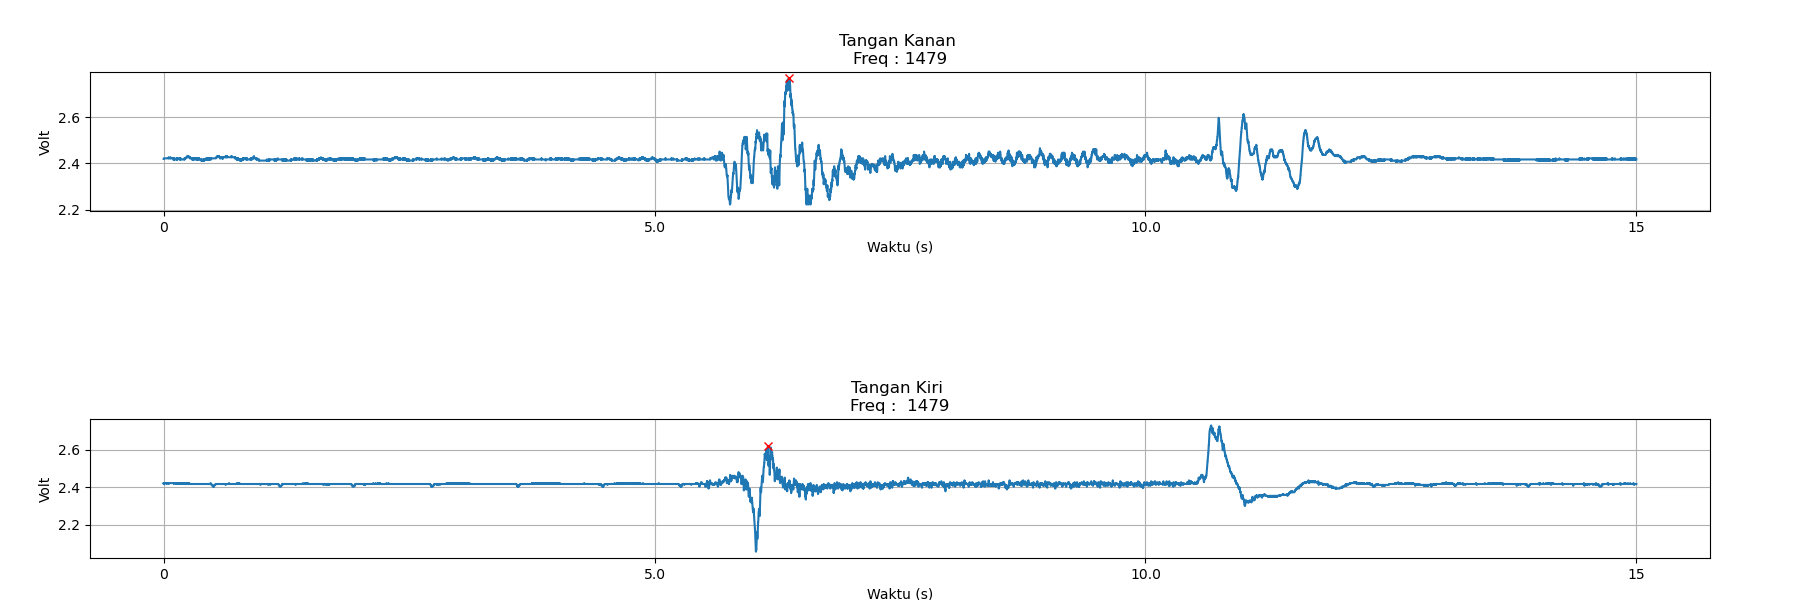 Tangan Kanan
Freq : 1479
Volt
2.6
2.4
2.2
0 5.0 10.0 15
Waktu (s)
Tangan Kiri
Freq :  1479
Volt
2.6
2.4
2.2
0 5.0 10.0 15
Waktu (s)